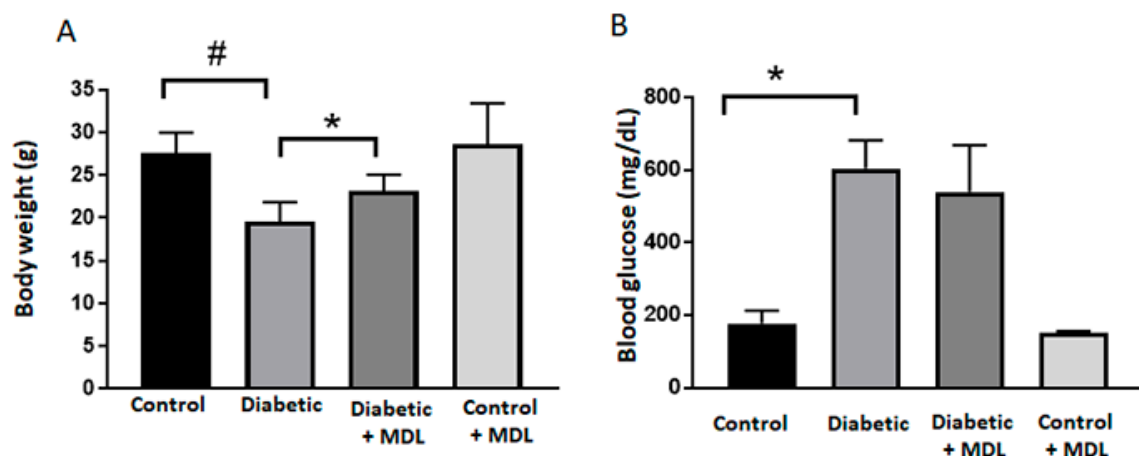 A
#
*
Body weight (g)
35
30
25
20
15
10
5
0
Control
Diabetic
Diabetic
+ MDL
Control
+ MDL
B
*
Blood glucose (mg/dL)
800
600
400
200
0
Control
Diabetic
Diabetic
+ MDL
Control
+ MDL